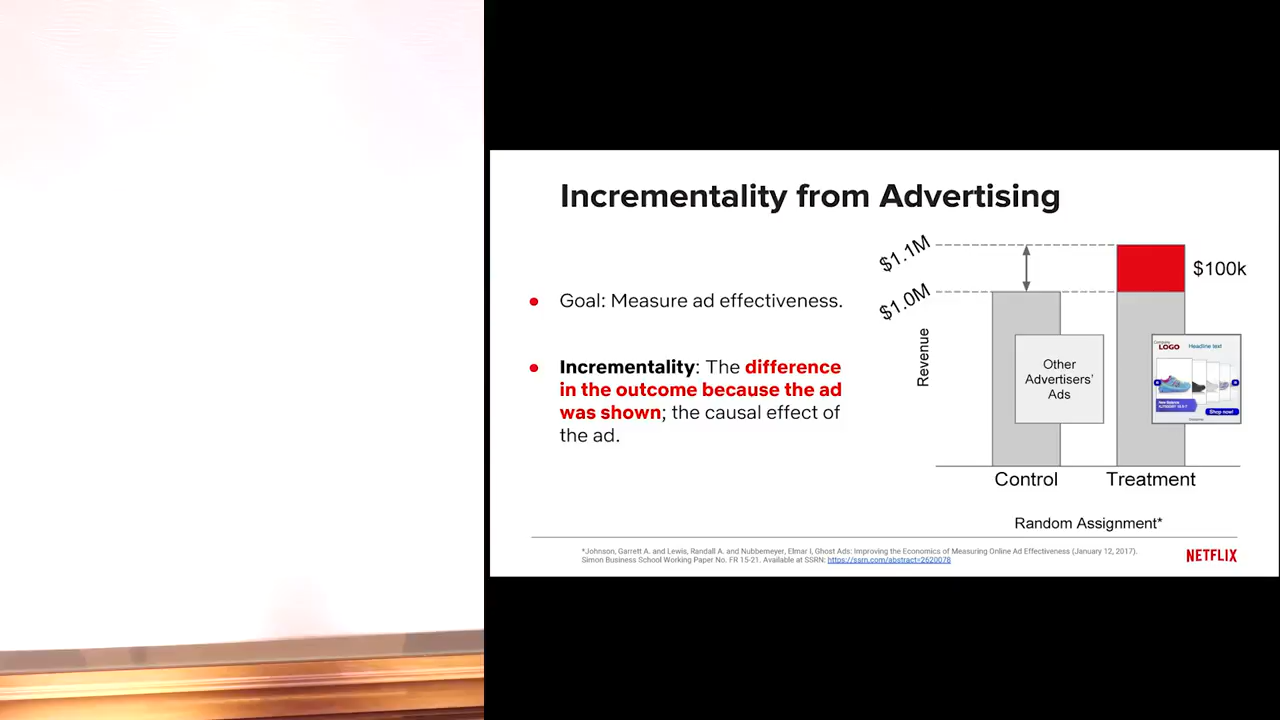 Incrementality from Advertising
● Goal: Measure ad effectiveness.
● Incrementality: The difference
in the outcome because the ad
was shown; the causal effect of
the ad.
$1.1M
$1.0M
$100k
Revenue
Other
Advertisers'
Ads
LOGO
Headline text
Shop now!
Control
Treatment
Random Assignment*
*Johnson, Garrett A. and Lewis, Randall A. and Nubbemeyer, Elmar I, Ghost Ads: Improving the Economics of Measuring Online Ad Effectiveness (January 12, 2017).
Simon Business School Working Paper No. FR 15-21. Available at SSRN: https://ssrn.com/abstract=2620078
NETFLIX